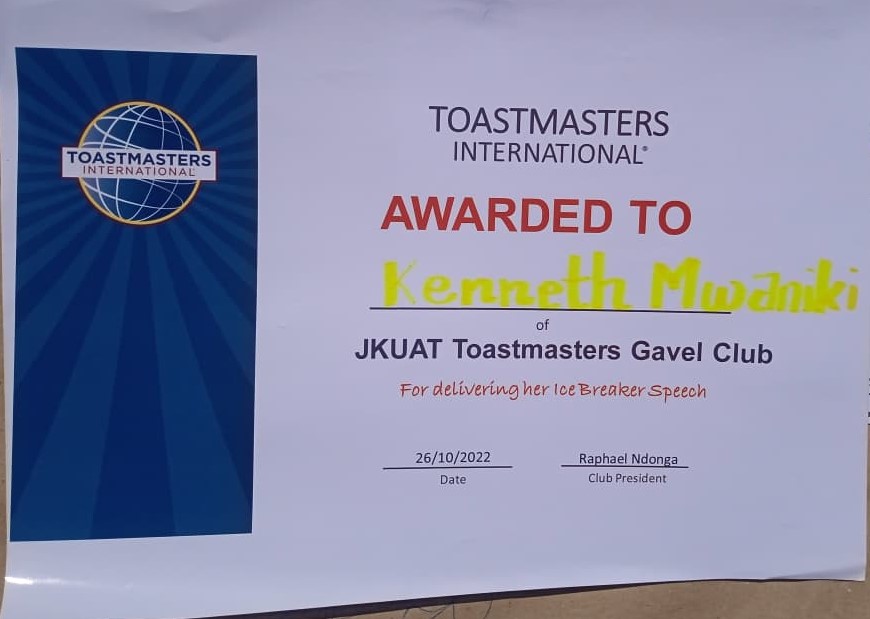 TOASTMASTERS
INTERNATIONAL
TOASTMASTERS
INTERNATIONAL®
AWARDED TO
Kenneth Mwaniki
of
JKUAT Toastmasters Gavel Club
For delivering her Ice Breaker Speech
26/10/2022
Date
Raphael Ndonga
Club President